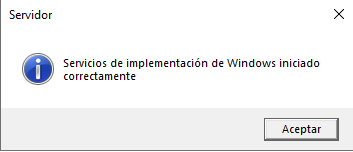 Servidor
Servicios de implementación de Windows iniciado
correctamente
Aceptar